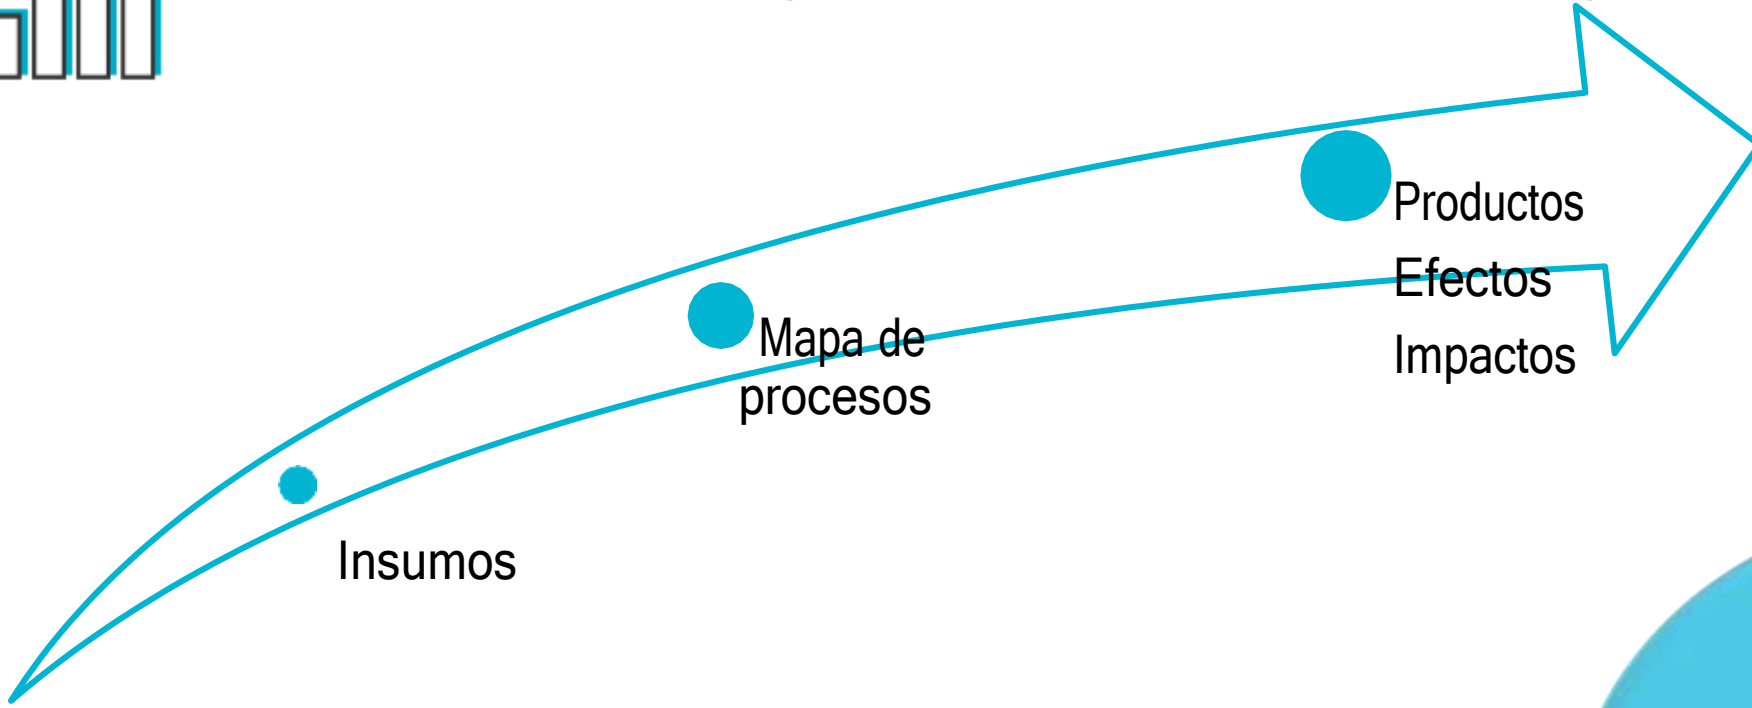 Productos
Efectos
Mapa de
procesos
Impactos
Insumos